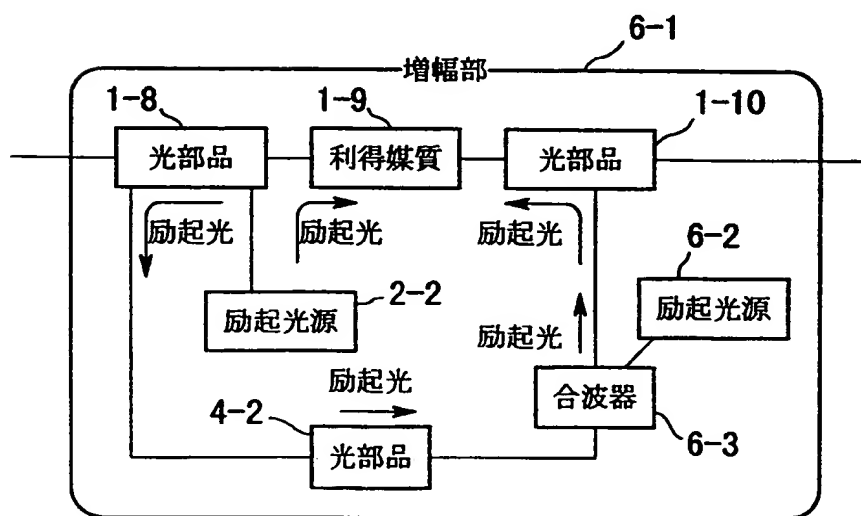 6-1
増幅部
1-8
1-9
1-10
光部品
利得媒質
光部品
励起光
励起光
励起光
6-2
2-2
励起光源
励起光源
励起光
励起光
4-2
合波器
光部品
6-3